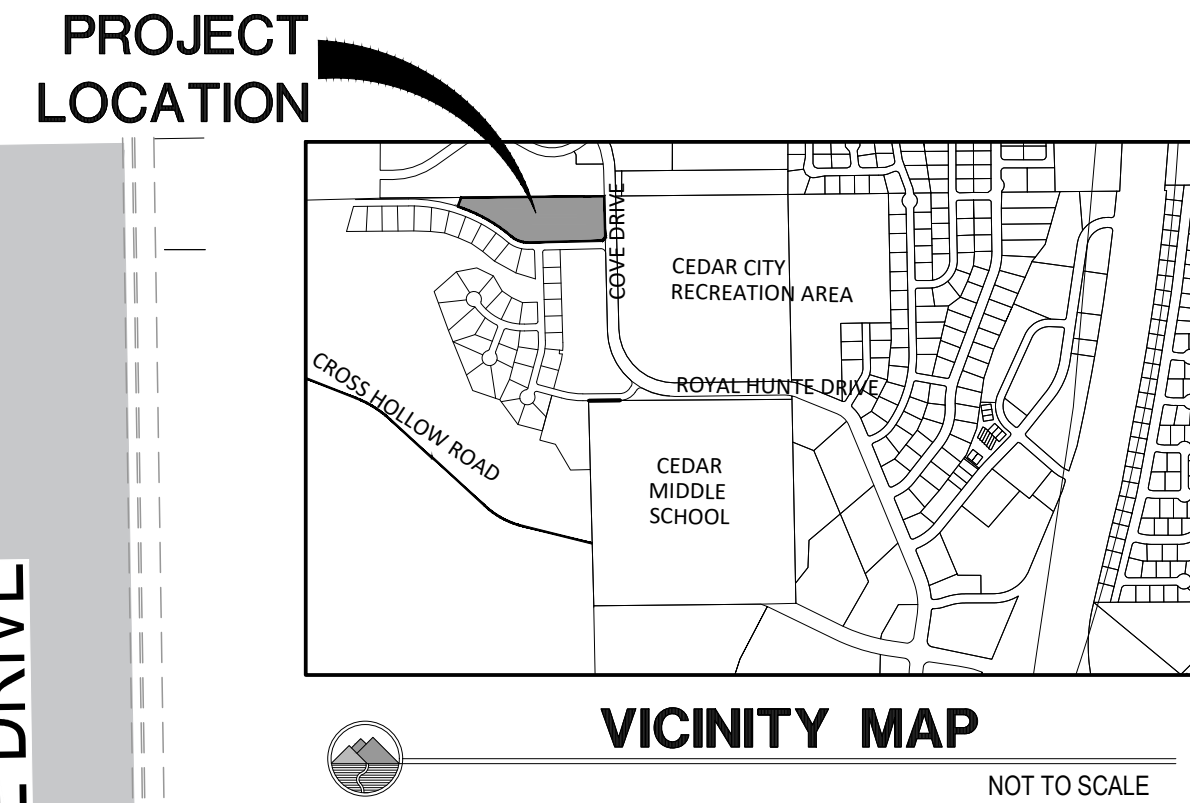 PROJECT
LOCATION
COVE DRIVE
CEDAR CITY
RECREATION AREA
CROSS HOLLOW ROAD
ROYAL HUNTE DRIVE
CEDAR
MIDDLE
SCHOOL
DRIVE
VICINITY MAP
NOT TO SCALE